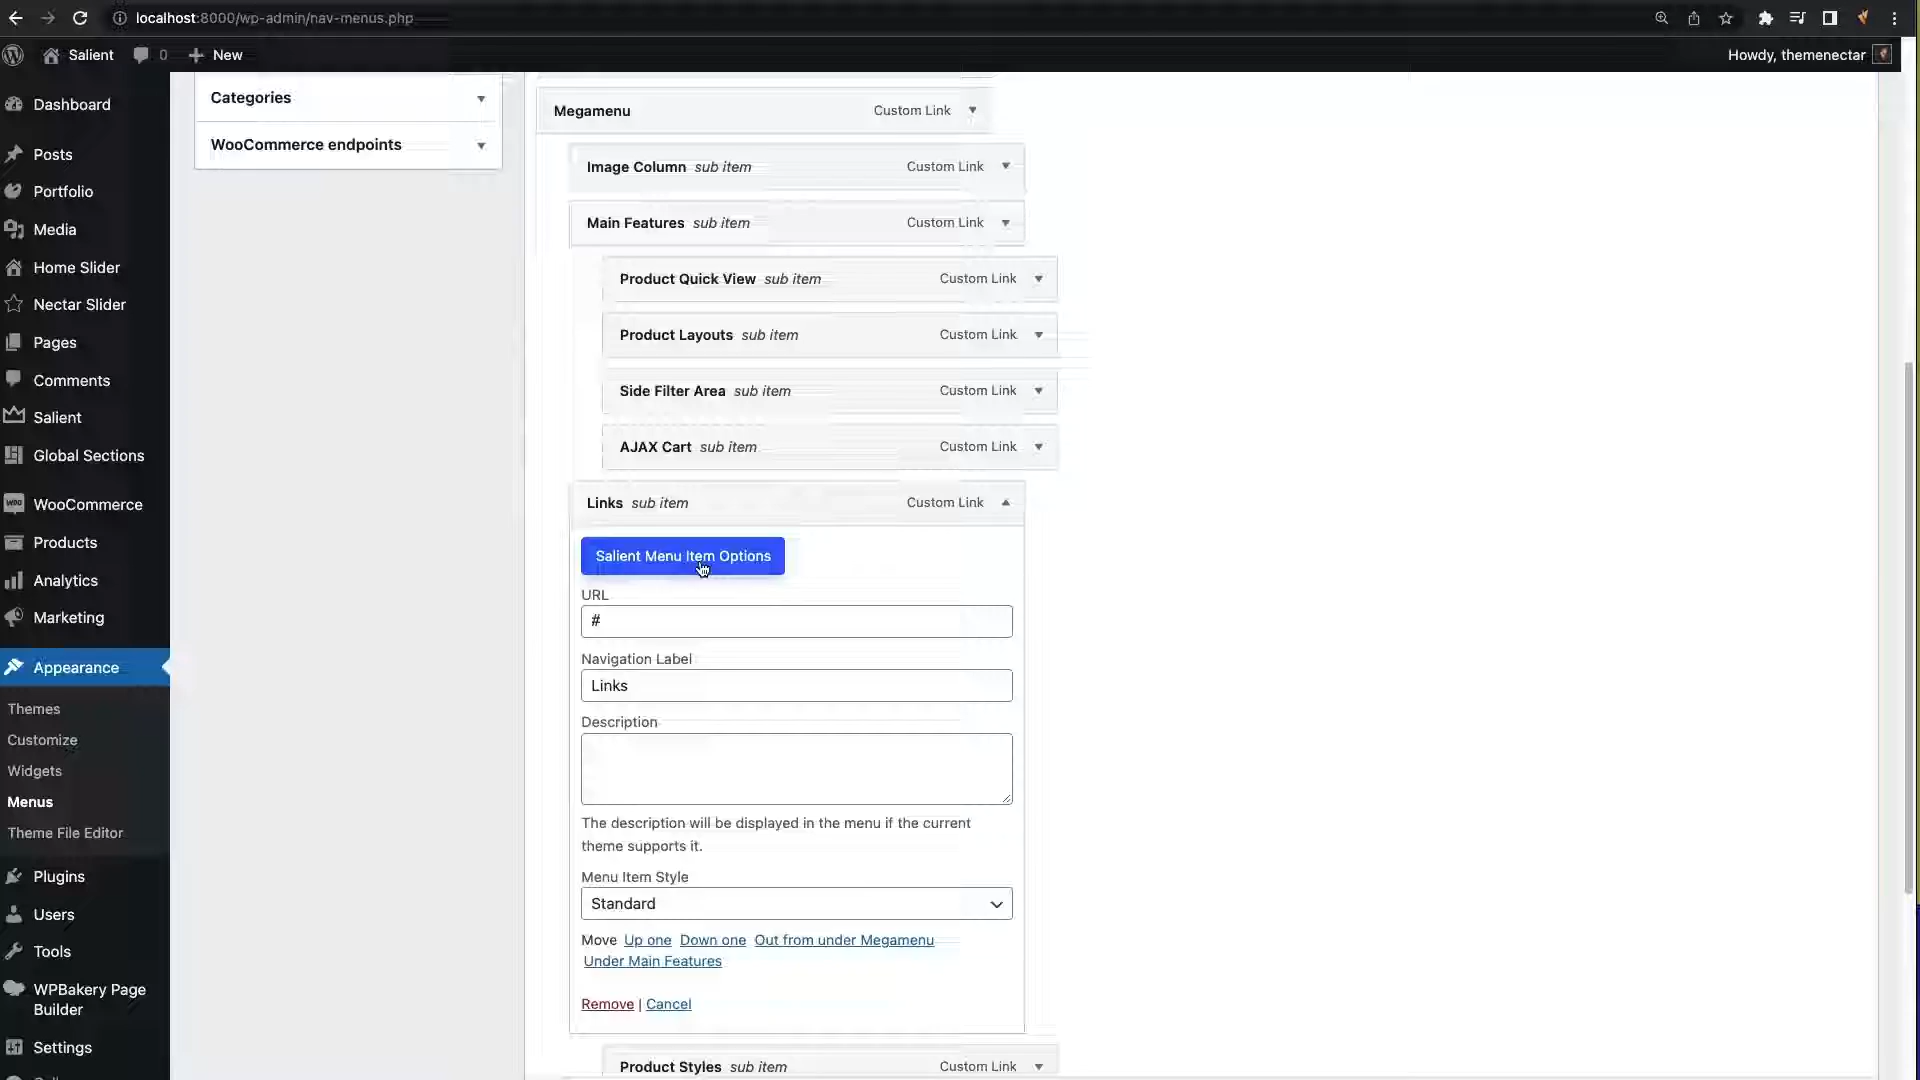 localhost:8000/wp-admin/nav-menus.php
Salient
0
New
Howdy, themenectar
Dashboard
Posts
Portfolio
Media
Home Slider
Nectar Slider
Pages
Comments
Salient
Global Sections
WooCommerce
Products
Analytics
Marketing
Appearance
Themes
Customize
Widgets
Menus
Theme File Editor
Plugins
Users
Tools
WPBakery Page
Builder
Settings
Categories
WooCommerce endpoints
Megamenu Custom Link
Image Column sub item Custom Link
Main Features sub item Custom Link
Product Quick View sub item Custom Link
Product Layouts sub item Custom Link
Side Filter Area sub item Custom Link
AJAX Cart sub item Custom Link
Links sub item Custom Link
Salient Menu Item Options
URL
#
Navigation Label
Links
Description
The description will be displayed in the menu if the current
theme supports it.
Menu Item Style
Standard
Move Up one Down one Out from under Megamenu
Under Main Features
Remove | Cancel
Product Styles sub item Custom Link